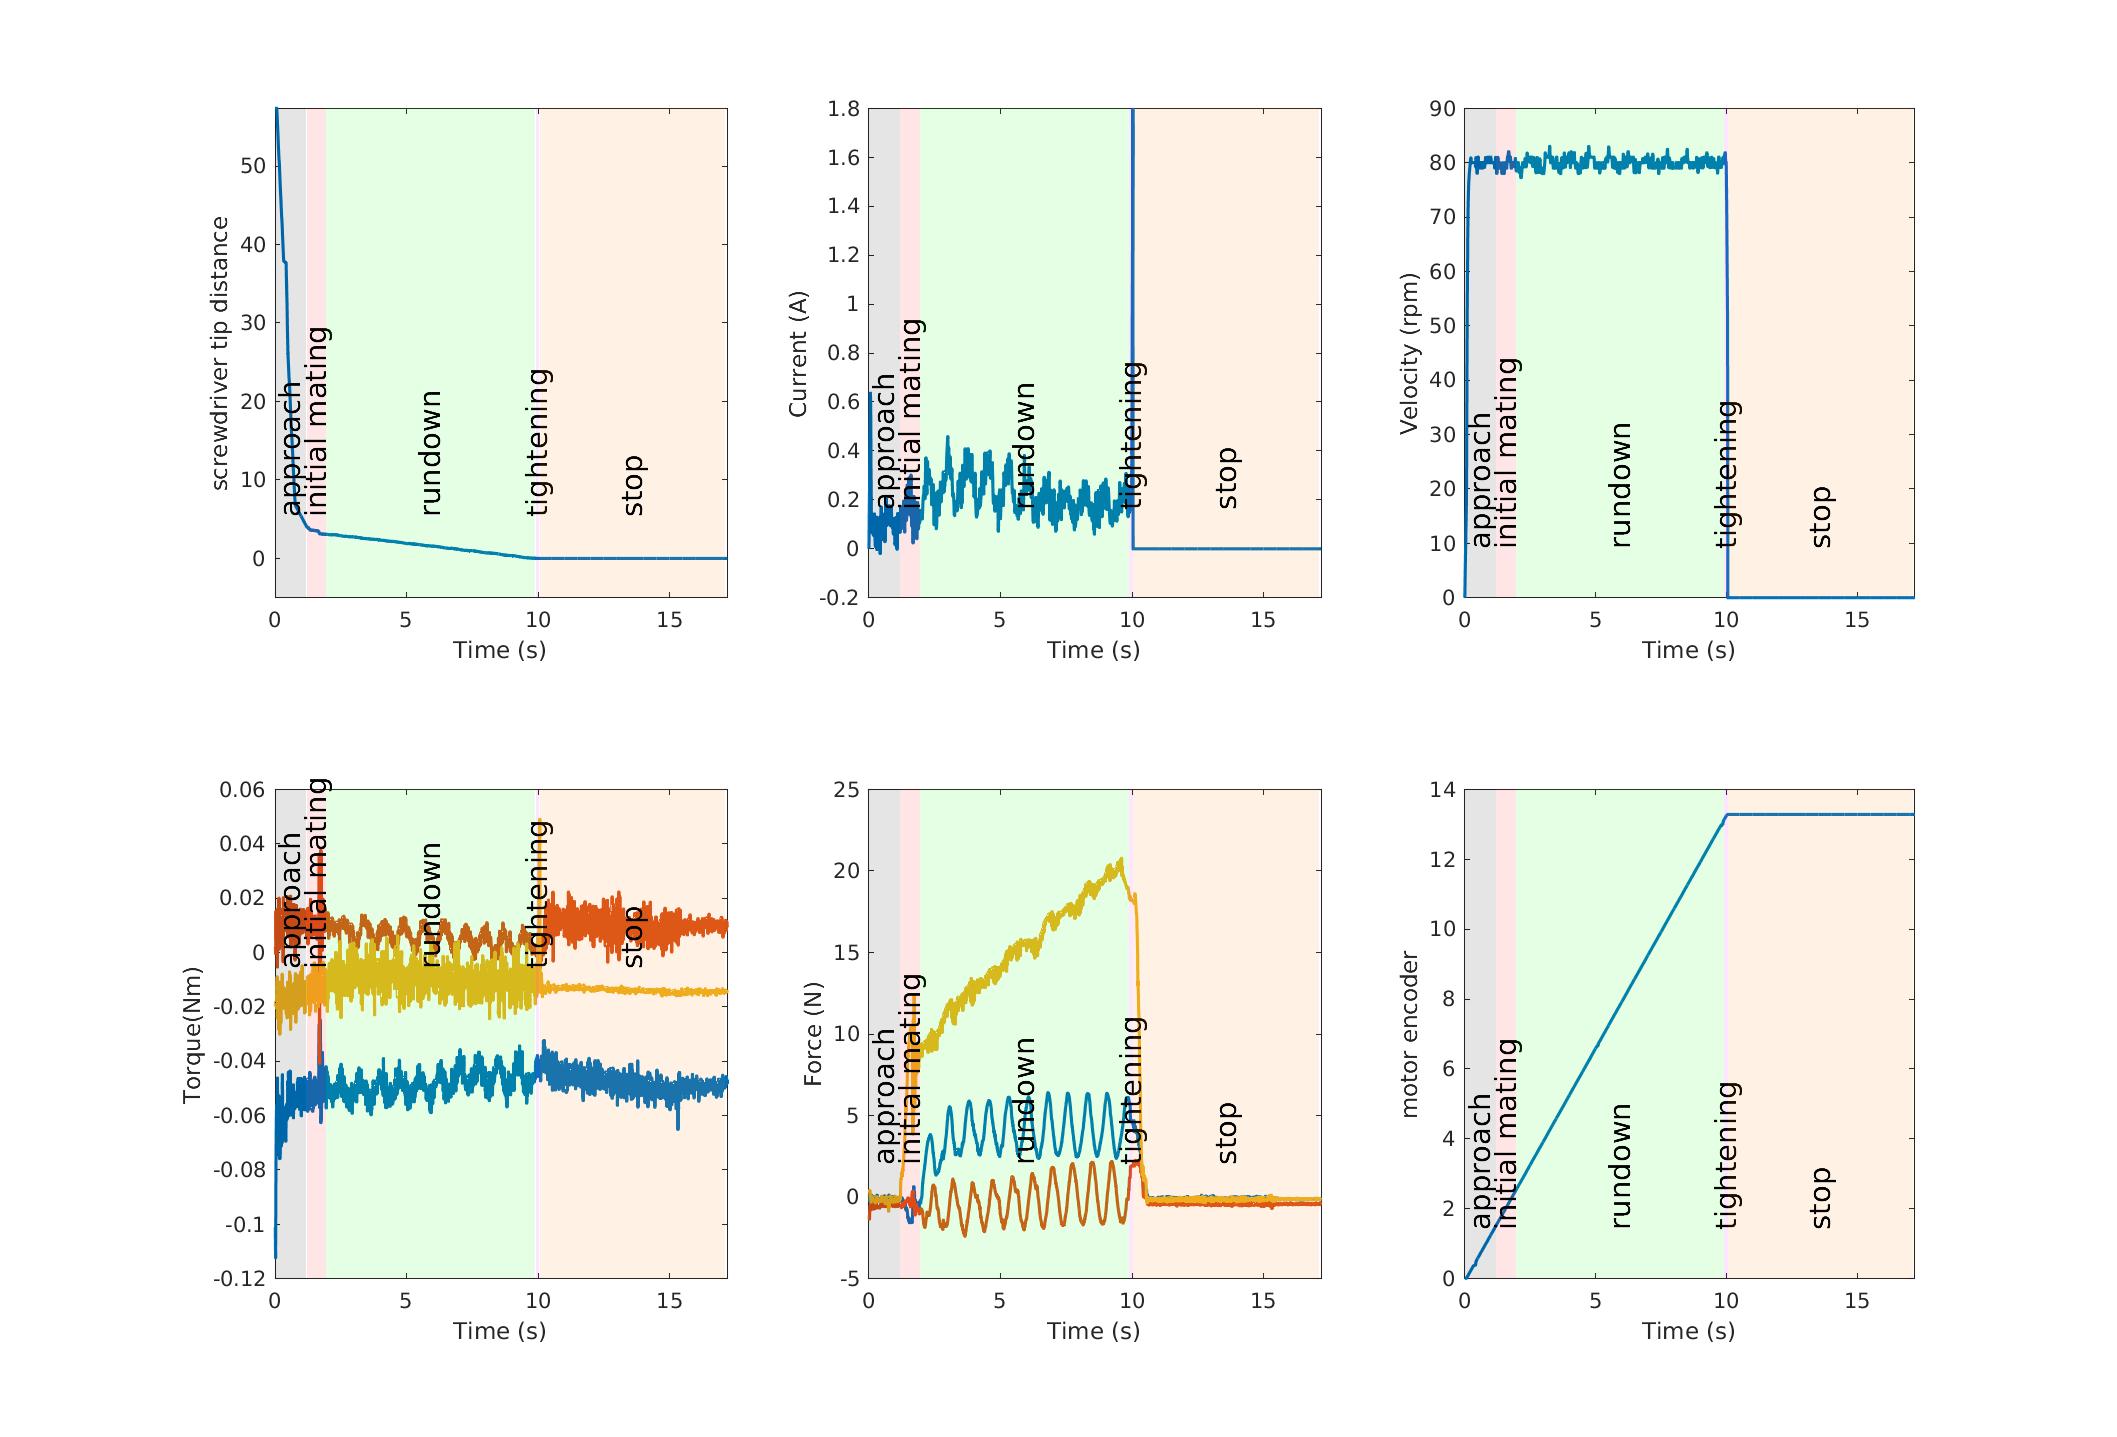 screwdriver tip distance
50
40
30
20
10
0
approach
initial mating
rundown
tightening
stop
0 5 10 15
Time (s)
Current (A)
1.8
1.6
1.4
1.2
1
0.8
0.6
0.4
0.2
0
-0.2
approach
initial mating
rundown
tightening
stop
0 5 10 15
Time (s)
Velocity (rpm)
90
80
70
60
50
40
30
20
10
0
approach
initial mating
rundown
tightening
stop
0 5 10 15
Time (s)
Torque(Nm)
0.06
0.04
0.02
0
-0.02
-0.04
-0.06
-0.08
-0.1
-0.12
approach
initial mating
rundown
tightening
stop
0 5 10 15
Time (s)
Force (N)
25
20
15
10
5
0
-5
approach
initial mating
rundown
tightening
stop
0 5 10 15
Time (s)
motor encoder
14
12
10
8
6
4
2
0
approach
initial mating
rundown
tightening
stop
0 5 10 15
Time (s)